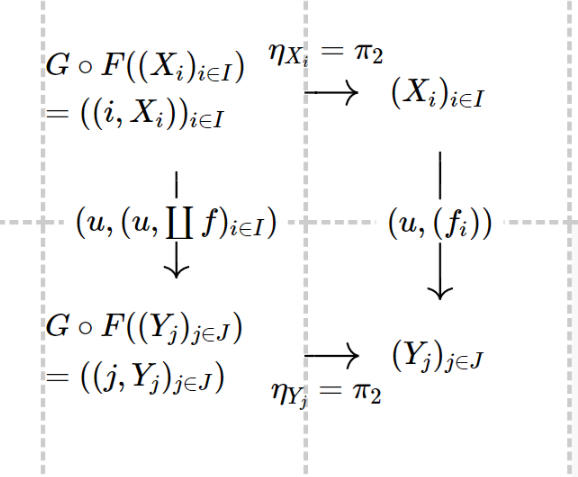 G ∘ F((X_i)_{i∈I}) η_{X_i} = π_2
= ((i, X_i))_{i∈I} ⟶ (X_i)_{i∈I}
(u, (u, ∐ f)_{i∈I}) (u, (f_i))
G ∘ F((Y_j)_{j∈J})
= ((j, Y_j)_{j∈J}) ⟶ (Y_j)_{j∈J}
η_{Y_j} = π_2